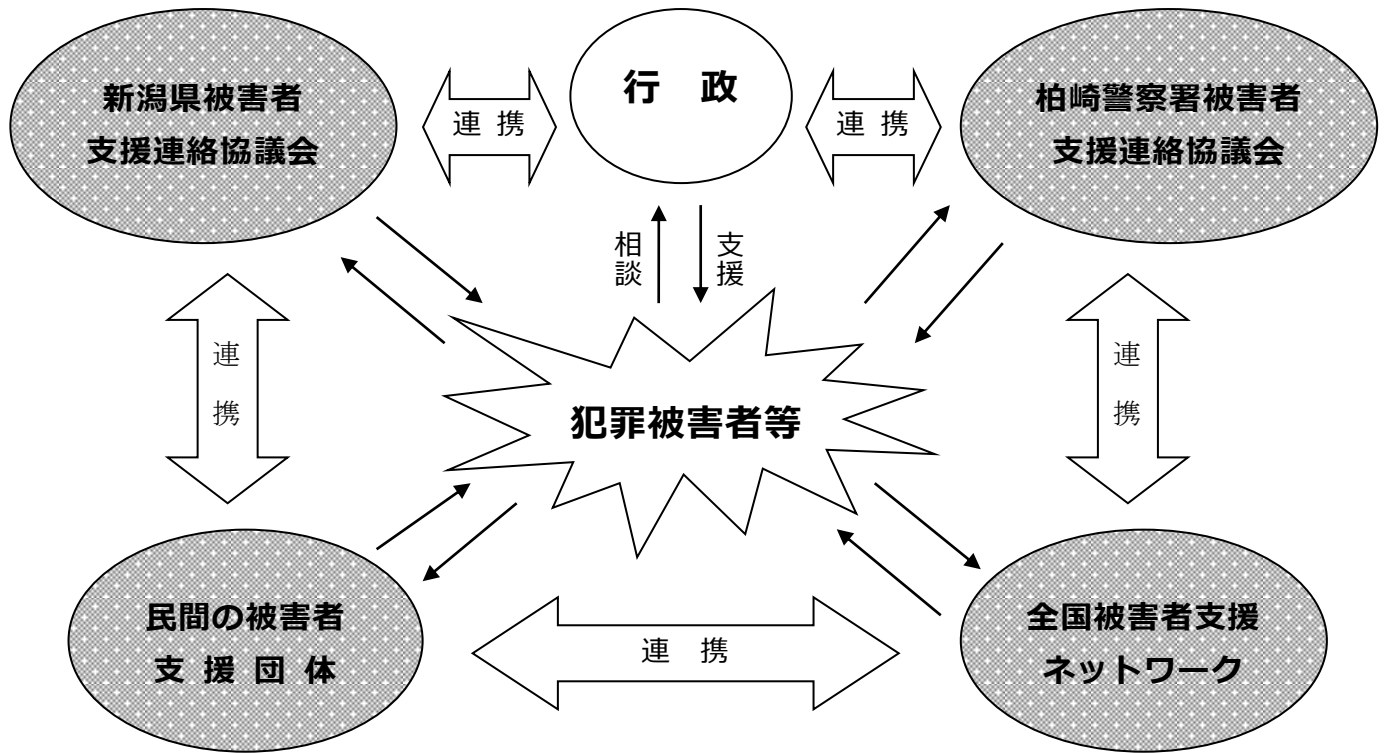 新潟県被害者
支援連絡協議会
連 携
行　政
連 携
柏崎警察署被害者
支援連絡協議会
相談
支援
連携
犯罪被害者等
連携
民間の被害者
支 援 団 体
連　携
全国被害者支援
ネットワーク